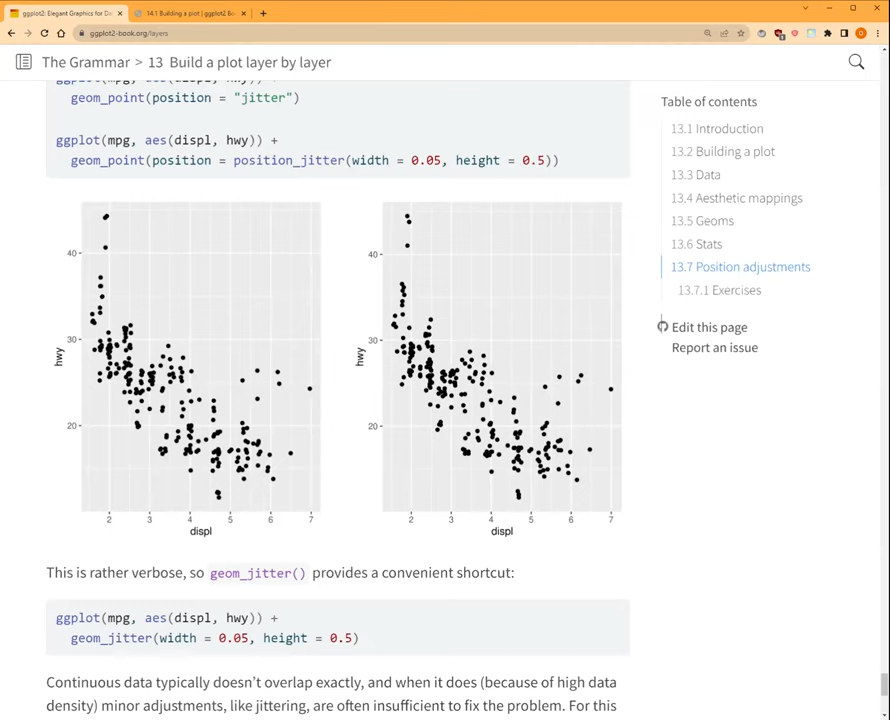 ggplot2: Elegant Graphics for Da
14.1 Building a plot | ggplot2 Bo
ggplot2-book.org/layers
The Grammar > 13 Build a plot layer by layer
ggplot(mpg, aes(displ, hwy)) +
geom_point(position = "jitter")
ggplot(mpg, aes(displ, hwy)) +
geom_point(position = position_jitter(width = 0.05, height = 0.5))
40
30
20
hwy
2 3 4 5 6 7
displ
40
30
20
hwy
2 3 4 5 6 7
displ
This is rather verbose, so geom_jitter() provides a convenient shortcut:
ggplot(mpg, aes(displ, hwy)) +
geom_jitter(width = 0.05, height = 0.5)
Continuous data typically doesn't overlap exactly, and when it does (because of high data
density) minor adjustments, like jittering, are often insufficient to fix the problem. For this
Table of contents
13.1 Introduction
13.2 Building a plot
13.3 Data
13.4 Aesthetic mappings
13.5 Geoms
13.6 Stats
13.7 Position adjustments
13.7.1 Exercises
Edit this page
Report an issue